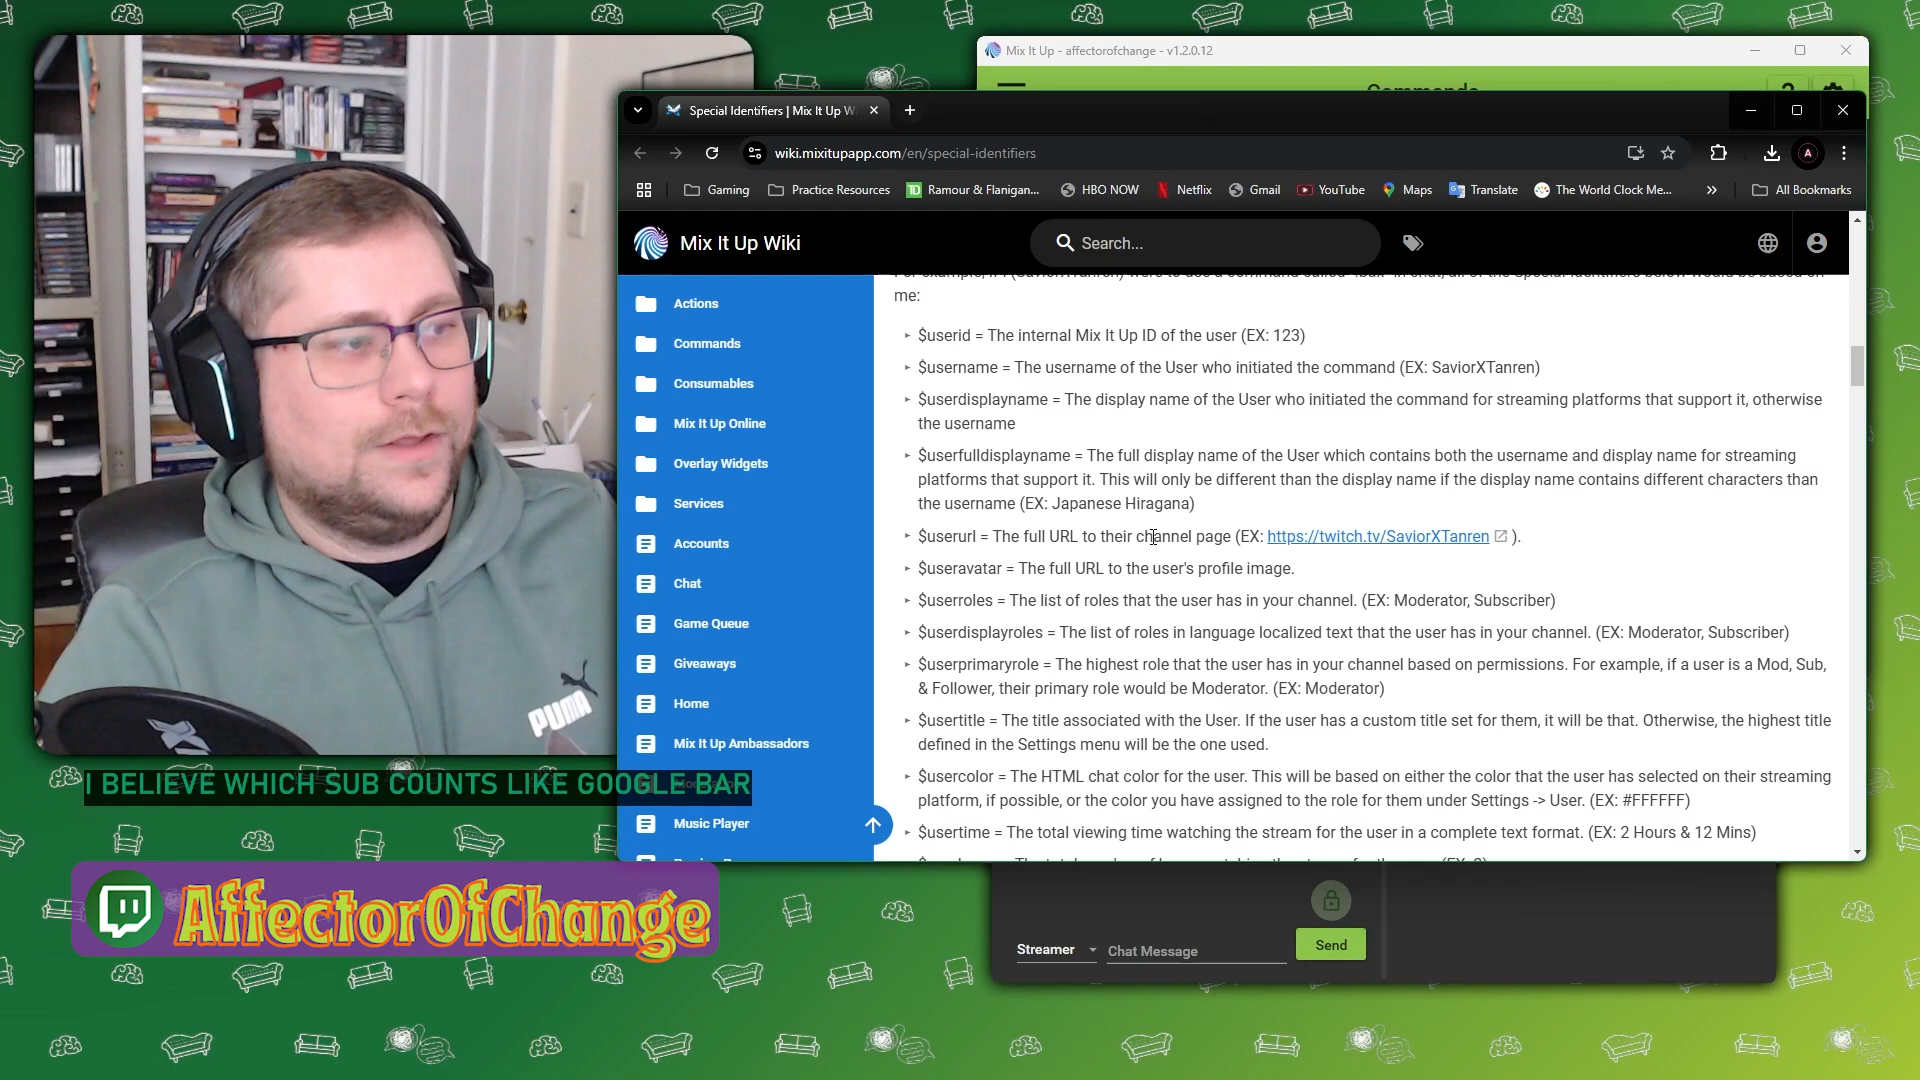 Mix It Up - affectorofchange - v1.2.0.12
Commands
Special Identifiers | Mix It Up W
wiki.mixitupapp.com/en/special-identifiers
A
Gaming
Practice Resources
Ramour & Flanigan...
HBO NOW
Netflix
Gmail
YouTube
Maps
Translate
The World Clock Me...
All Bookmarks
Mix It Up Wiki
Search...
Actions
Commands
Consumables
Mix It Up Online
Overlay Widgets
Services
Accounts
Chat
Game Queue
Giveaways
Home
Mix It Up Ambassadors
Music Player
me:
$userid = The internal Mix It Up ID of the user (EX: 123)
$username = The username of the User who initiated the command (EX: SaviorXTanren)
$userdisplayname = The display name of the User who initiated the command for streaming platforms that support it, otherwise
the username
$userfulldisplayname = The full display name of the User which contains both the username and display name for streaming
platforms that support it. This will only be different than the display name if the display name contains different characters than
the username (EX: Japanese Hiragana)
$userurl = The full URL to their channel page (EX: https://twitch.tv/SaviorXTanren ).
$useravatar = The full URL to the user's profile image.
$userroles = The list of roles that the user has in your channel. (EX: Moderator, Subscriber)
$userdisplayroles = The list of roles in language localized text that the user has in your channel. (EX: Moderator, Subscriber)
$userprimaryrole = The highest role that the user has in your channel based on permissions. For example, if a user is a Mod, Sub,
& Follower, their primary role would be Moderator. (EX: Moderator)
$usertitle = The title associated with the User. If the user has a custom title set for them, it will be that. Otherwise, the highest title
defined in the Settings menu will be the one used.
$usercolor = The HTML chat color for the user. This will be based on either the color that the user has selected on their streaming
platform, if possible, or the color you have assigned to the role for them under Settings -> User. (EX: #FFFFFF)
$usertime = The total viewing time watching the stream for the user in a complete text format. (EX: 2 Hours & 12 Mins)
PUMA
I BELIEVE WHICH SUB COUNTS LIKE GOOGLE BAR
AffectorOfChange
Streamer
Chat Message
Send